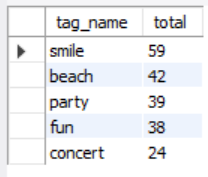 tag_name total
smile 59
beach 42
party 39
fun 38
concert 24